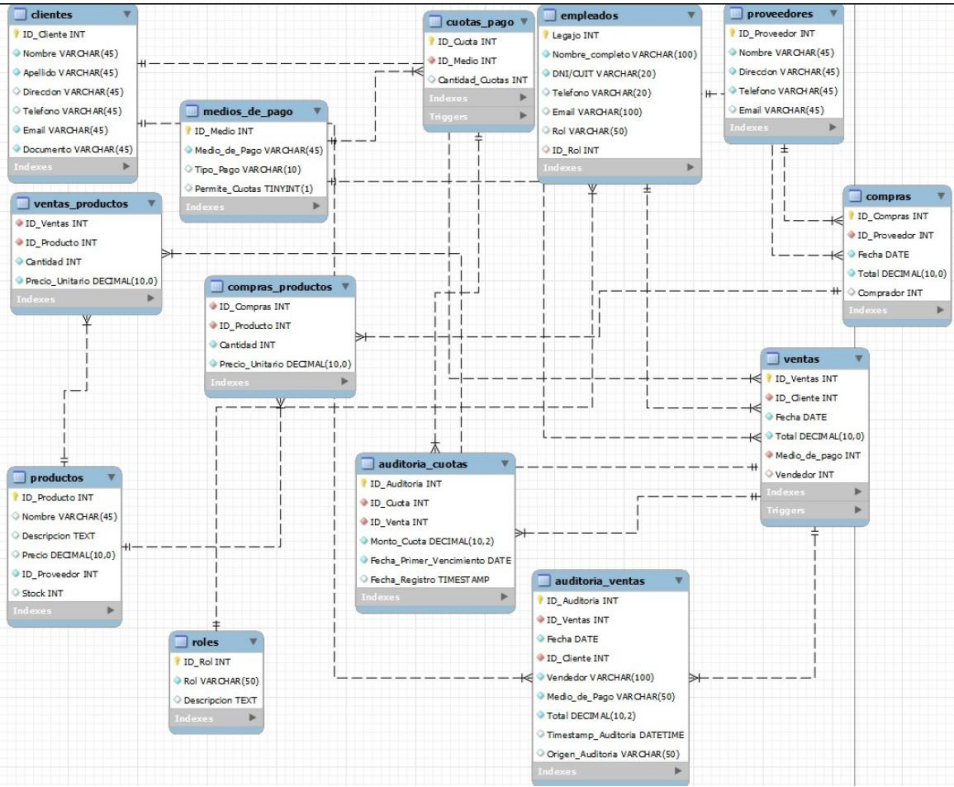 clientes
ID_Cliente INT
Nombre VARCHAR(45)
Apellido VARCHAR(45)
Direccion VARCHAR(45)
Telefono VARCHAR(45)
Email VARCHAR(45)
Documento VARCHAR(45)
Indexes
medios_de_pago
ID_Medio INT
Medio_de_Pago VARCHAR(45)
Tipo_Pago VARCHAR(10)
Permite_Cuotas TINYINT(1)
Indexes
cuotas_pago
ID_Cuota INT
ID_Medio INT
Cantidad_Cuotas INT
Indexes
Triggers
empleados
Legajo INT
Nombre_completo VARCHAR(100)
DNI/CUIT VARCHAR(20)
Telefono VARCHAR(20)
Email VARCHAR(100)
Rol VARCHAR(50)
ID_Rol INT
Indexes
proveedores
ID_Proveedor INT
Nombre VARCHAR(45)
Direccion VARCHAR(45)
Telefono VARCHAR(45)
Email VARCHAR(45)
Indexes
ventas_productos
ID_Ventas INT
ID_Producto INT
Cantidad INT
Precio_Unitario DECIMAL(10,0)
Indexes
compras_productos
ID_Compras INT
ID_Producto INT
Cantidad INT
Precio_Unitario DECIMAL(10,0)
Indexes
compras
ID_Compras INT
ID_Proveedor INT
Fecha DATE
Total DECIMAL(10,0)
Comprador INT
Indexes
ventas
ID_Ventas INT
ID_Cliente INT
Fecha DATE
Total DECIMAL(10,0)
Medio_de_pago INT
Vendedor INT
Indexes
Triggers
productos
ID_Producto INT
Nombre VARCHAR(45)
Descripcion TEXT
Precio DECIMAL(10,0)
ID_Proveedor INT
Stock INT
Indexes
auditoria_cuotas
ID_Auditoria INT
ID_Cuota INT
ID_Venta INT
Monto_Cuota DECIMAL(10,2)
Fecha_Primer_Vencimiento DATE
Fecha_Registro TIMESTAMP
Indexes
roles
ID_Rol INT
Rol VARCHAR(50)
Descripcion TEXT
Indexes
auditoria_ventas
ID_Auditoria INT
ID_Ventas INT
Fecha DATE
ID_Cliente INT
Vendedor VARCHAR(100)
Medio_de_Pago VARCHAR(50)
Total DECIMAL(10,2)
Timestamp_Auditoria DATETIME
Origen_Auditoria VARCHAR(50)
Indexes